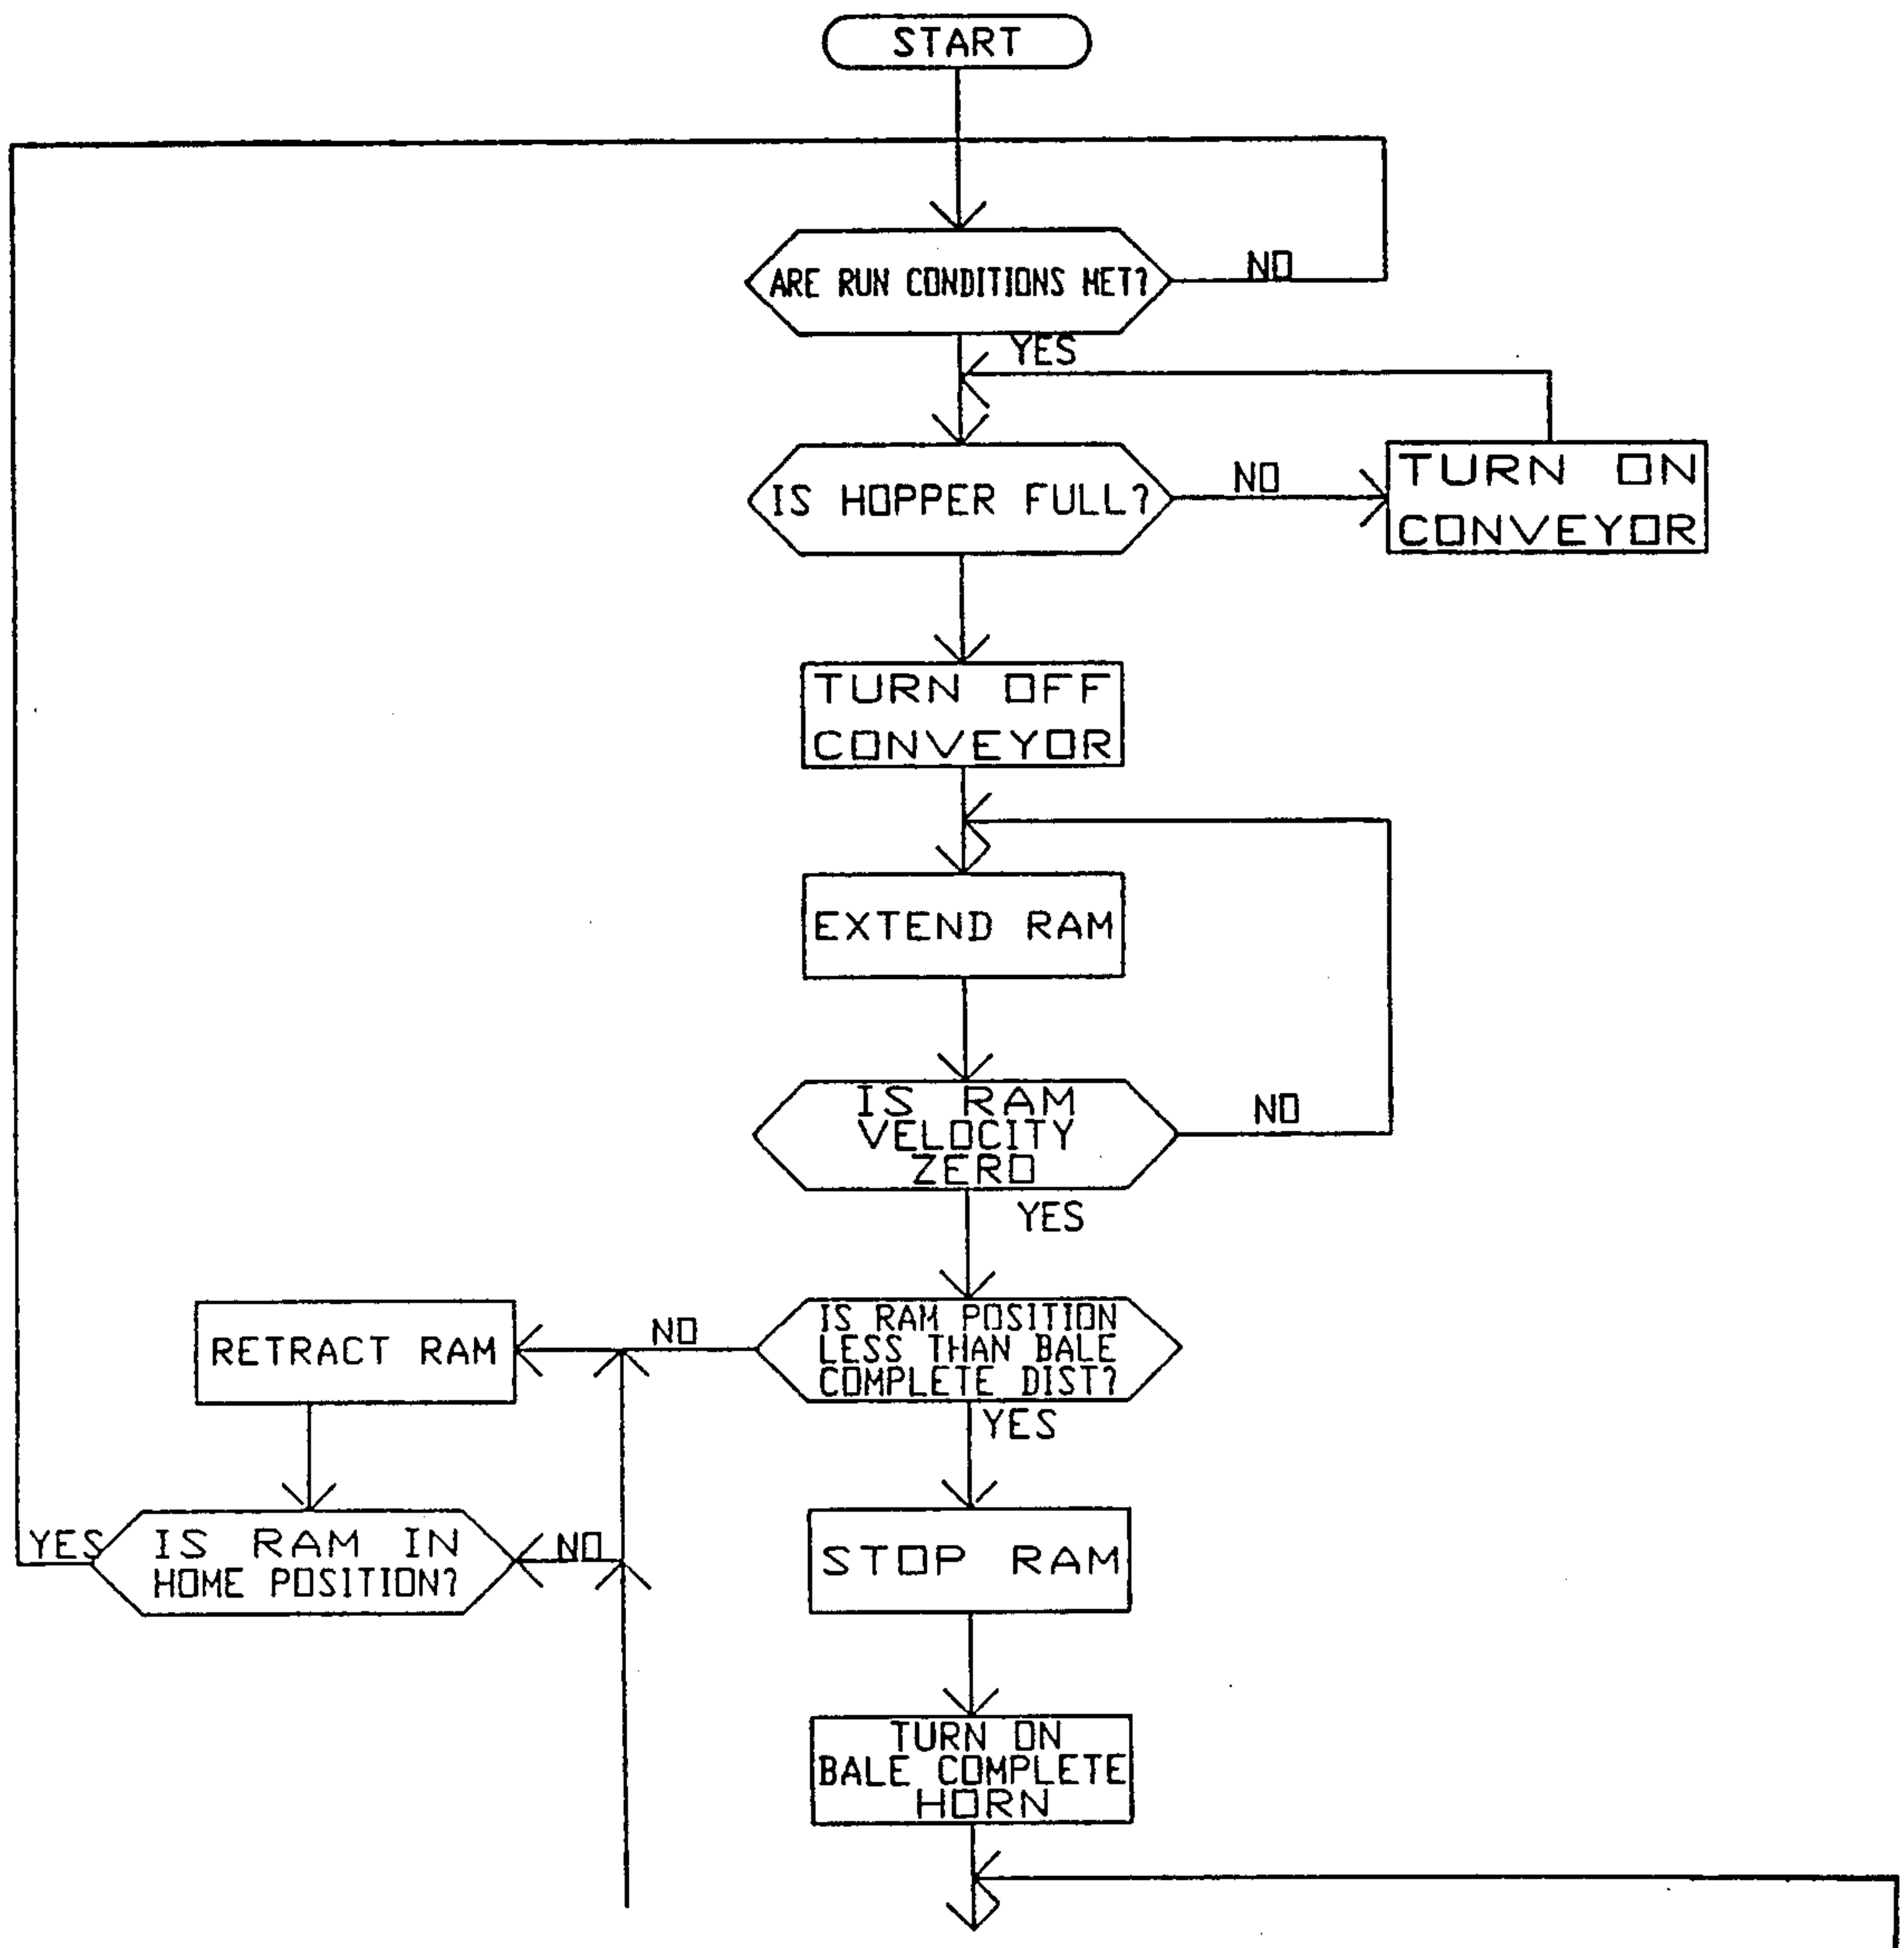 START
ARE RUN CONDITIONS MET?
NO
YES
IS HOPPER FULL?
NO
TURN ON
CONVEYOR
TURN OFF
CONVEYOR
EXTEND RAM
IS RAM
VELOCITY
ZERO
NO
YES
IS RAM POSITION
LESS THAN BALE
COMPLETE DIST?
NO
YES
RETRACT RAM
IS RAM IN
HOME POSITION?
YES
NO
STOP RAM
TURN ON
BALE COMPLETE
HORN